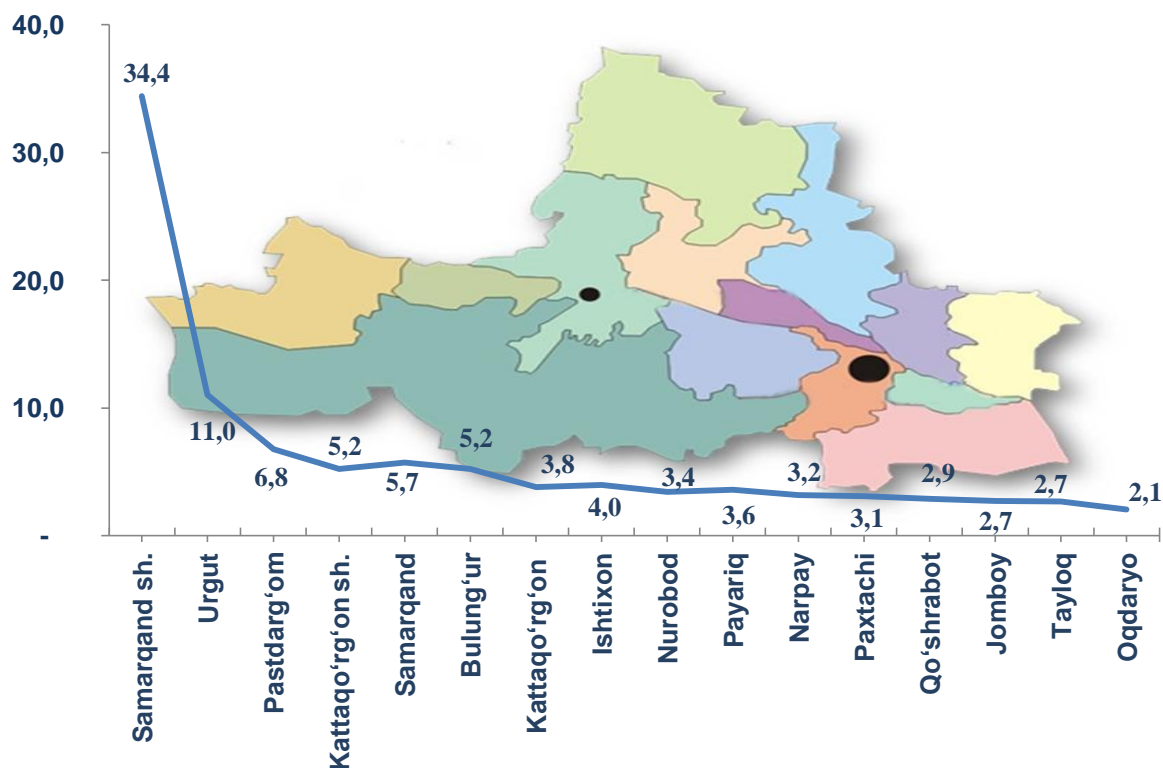 40,0
30,0
20,0
10,0
-
34,4
11,0
6,8
5,2
5,7
5,2
3,8
4,0
3,4
3,6
3,2
3,1
2,9
2,7
2,7
2,1
Samarqand sh.
Urgut
Pastdarg‘om
Kattaqo‘rg‘on sh.
Samarqand
Bulung‘ur
Kattaqo‘rg‘on
Ishtixon
Nurobod
Payariq
Narpay
Paxtachi
Qo‘shrabot
Jomboy
Tayloq
Oqdaryo